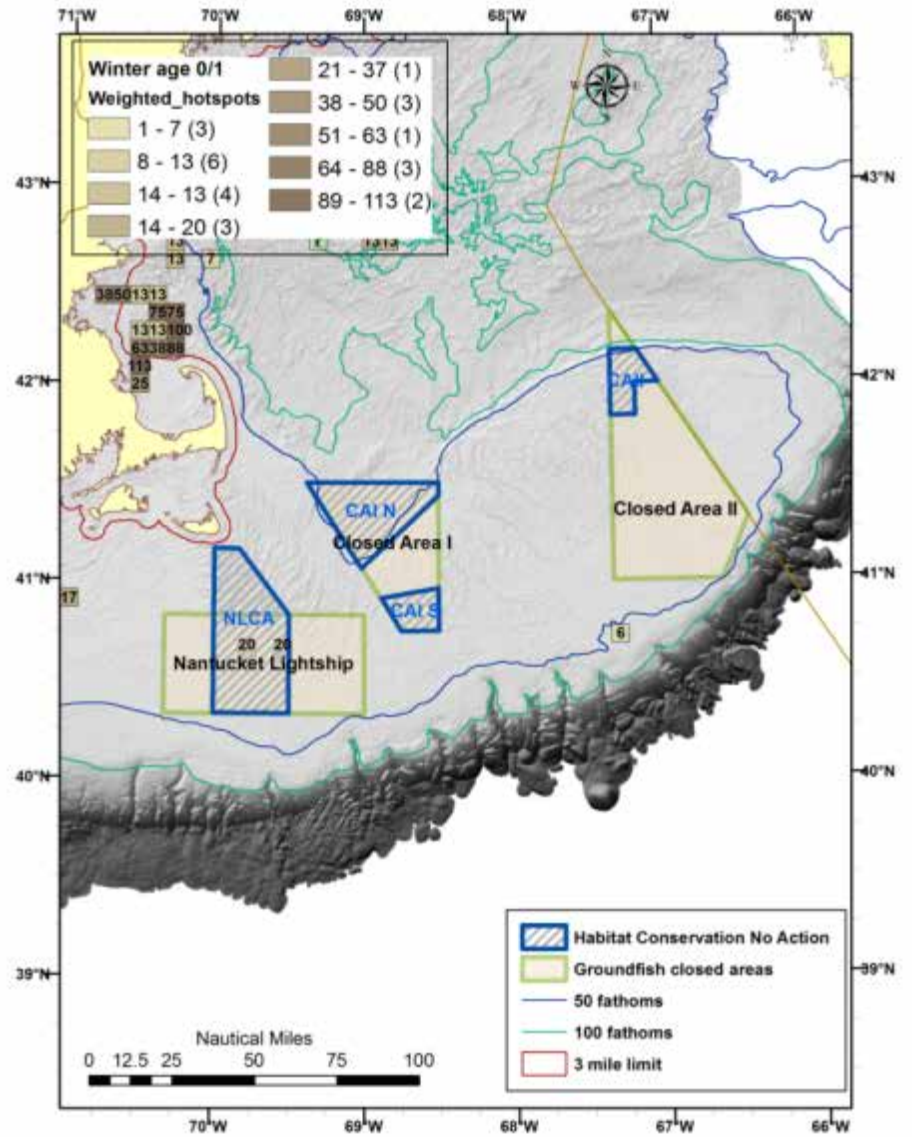 71°W 70°W 69°W 68°W 67°W 66°W
Winter age 0/1
Weighted_hotspots
1 - 7 (3)
8 - 13 (6)
14 - 13 (4)
14 - 20 (3)
21 - 37 (1)
38 - 50 (3)
51 - 63 (1)
64 - 88 (3)
89 - 113 (2)
W E
43°N 43°N
13 1313
13 7
38501313
7575
1313100
633888
113
25
42°N 42°N
CAII
CAI N
Closed Area I
Closed Area II
41°N 41°N
17
CAI S
NLCA
6
20 20
Nantucket Lightship
40°N 40°N
39°N 39°N
Habitat Conservation No Action
Groundfish closed areas
50 fathoms
100 fathoms
3 mile limit
Nautical Miles
0 12.5 25 50 75 100
70°W 69°W 68°W 67°W 66°W